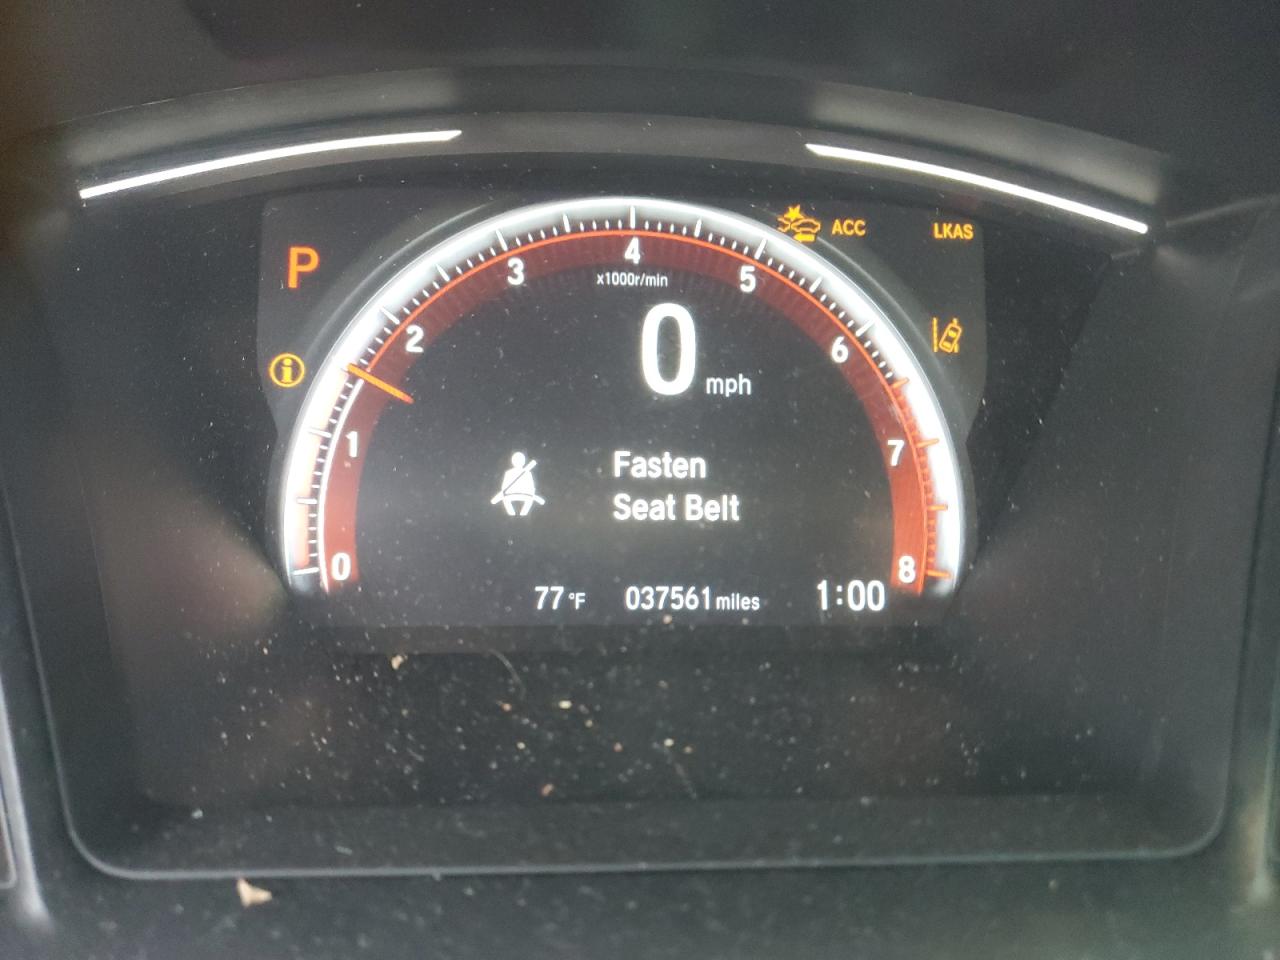 P
ACC
LKAS
i
0
1
2
3
4
5
6
7
8
x1000r/min
0 mph
Fasten
Seat Belt
77 °F
037561 miles
1:00